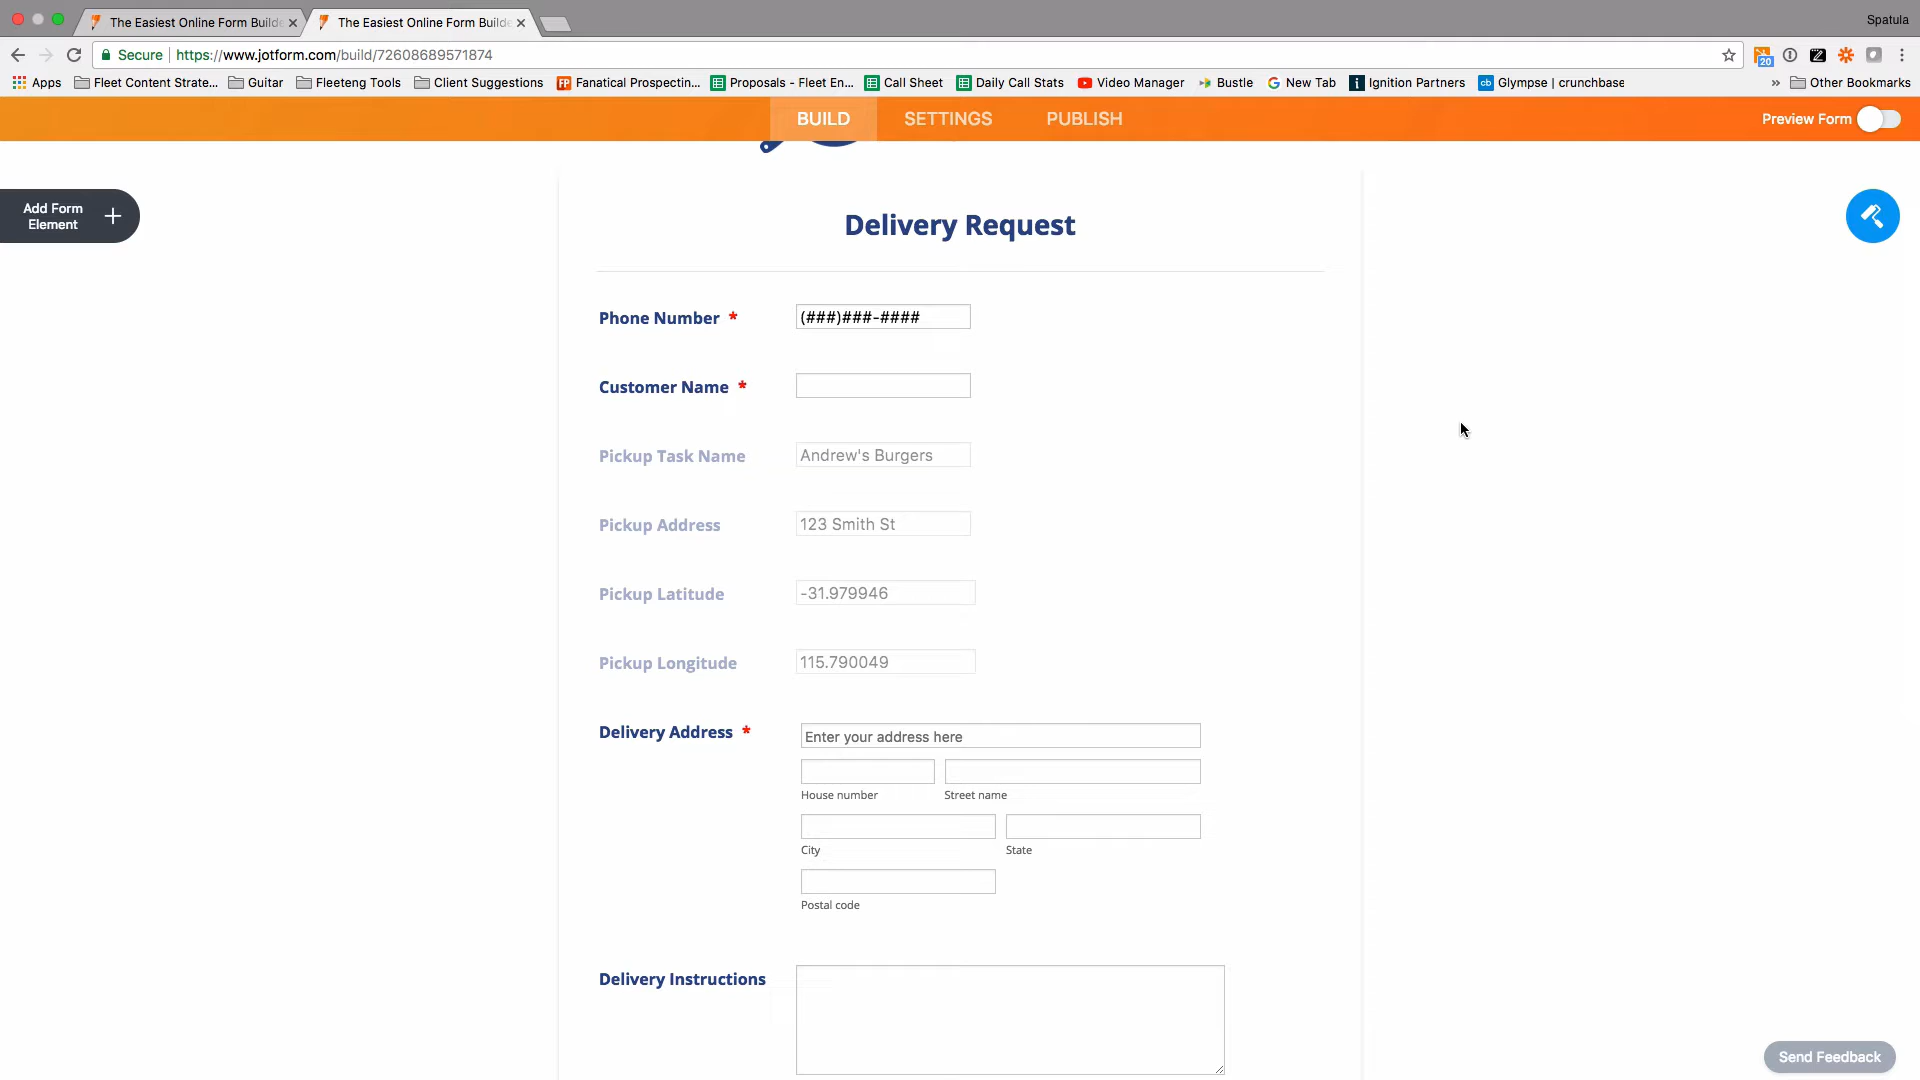 The Easiest Online Form Builde
The Easiest Online Form Builde
Spatula
Secure
https://www.jotform.com/build/72608689571874
20
Apps
Fleet Content Strate...
Guitar
Fleeteng Tools
Client Suggestions
FP
Fanatical Prospectin...
Proposals - Fleet En...
Call Sheet
Daily Call Stats
Video Manager
Bustle
New Tab
Ignition Partners
cb
Glympse | crunchbase
»
Other Bookmarks
BUILD
SETTINGS
PUBLISH
Preview Form
Add Form
Element
Delivery Request
Phone Number *
(###)###-####
Customer Name *
Pickup Task Name
Andrew's Burgers
Pickup Address
123 Smith St
Pickup Latitude
-31.979946
Pickup Longitude
115.790049
Delivery Address *
Enter your address here
House number
Street name
City
State
Postal code
Delivery Instructions
Send Feedback